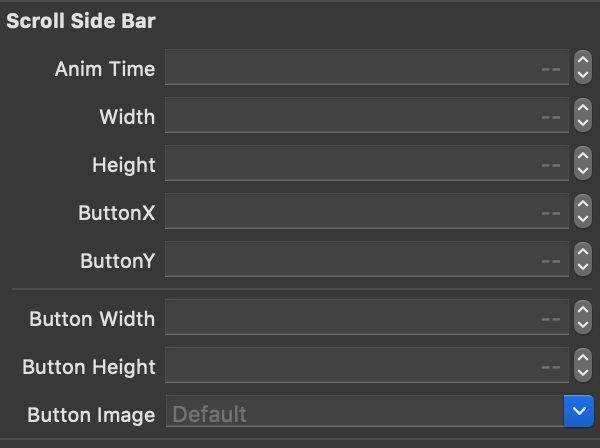 Scroll Side Bar
Anim Time --
Width --
Height --
ButtonX --
ButtonY --
Button Width --
Button Height --
Button Image Default